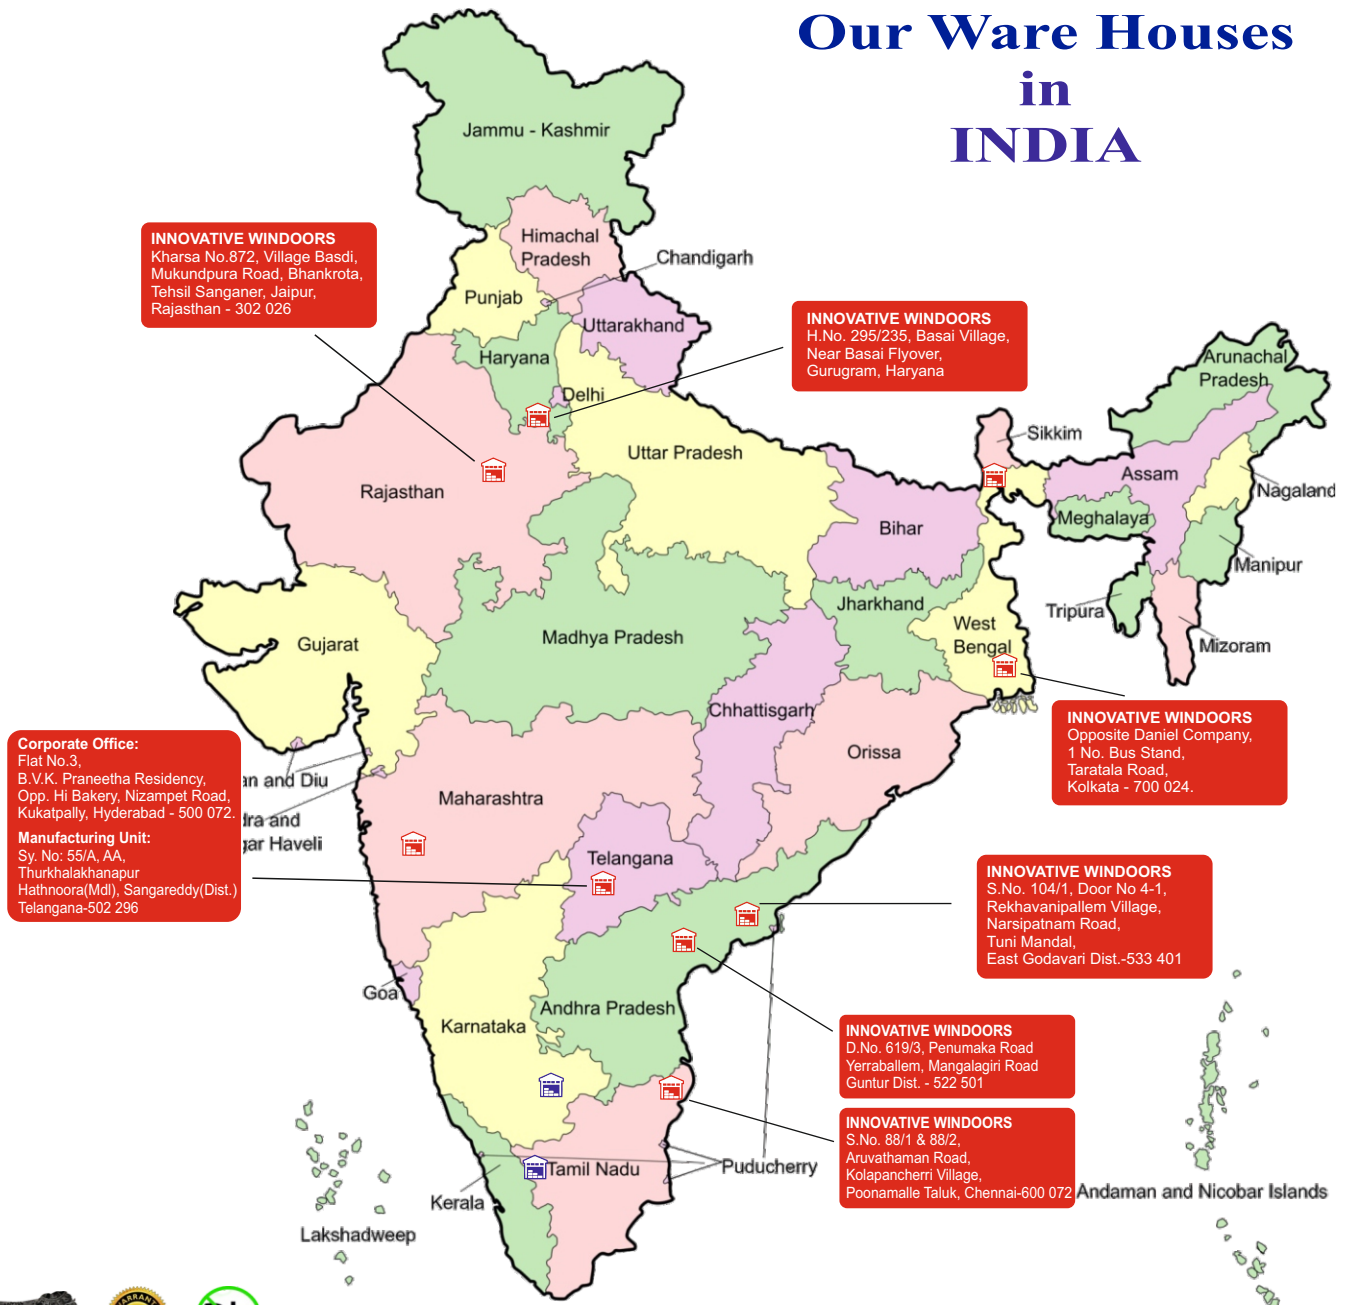 Our Ware Houses
in
INDIA
Jammu - Kashmir
Himachal
Pradesh
Chandigarh
Punjab
Uttarakhand
Haryana
Delhi
INNOVATIVE WINDOORS
Kharsa No.872, Village Basdi,
Mukundpura Road, Bhankrota,
Tehsil Sanganer, Jaipur,
Rajasthan - 302 026
INNOVATIVE WINDOORS
H.No. 295/235, Basai Village,
Near Basai Flyover,
Gurugram, Haryana
Arunachal
Pradesh
Sikkim
Uttar Pradesh
Assam
Rajasthan
Nagaland
Meghalaya
Bihar
Manipur
Jharkhand
Tripura
West
Bengal
Mizoram
Gujarat
Madhya Pradesh
Chhattisgarh
Orissa
INNOVATIVE WINDOORS
Opposite Daniel Company,
1 No. Bus Stand,
Taratala Road,
Kolkata - 700 024.
Corporate Office:
Flat No.3,
B.V.K. Praneetha Residency,
Opp. Hi Bakery, Nizampet Road,
Kukatpally, Hyderabad - 500 072.
Manufacturing Unit:
Sy. No: 55/A, AA,
Thurkhalakhanapur
Hathnoora(Mdl), Sangareddy(Dist.)
Telangana-502 296
an and Diu
dra and
gar Haveli
Maharashtra
Telangana
INNOVATIVE WINDOORS
S.No. 104/1, Door No 4-1,
Rekhavanipallem Village,
Narsipatnam Road,
Tuni Mandal,
East Godavari Dist.-533 401
Goa
Karnataka
Andhra Pradesh
INNOVATIVE WINDOORS
D.No. 619/3, Penumaka Road
Yerraballem, Mangalagiri Road
Guntur Dist. - 522 501
INNOVATIVE WINDOORS
S.No. 88/1 & 88/2,
Aruvathaman Road,
Kolapancherri Village,
Poonamalle Taluk, Chennai-600 072
Puducherry
Tamil Nadu
Kerala
Lakshadweep
Andaman and Nicobar Islands